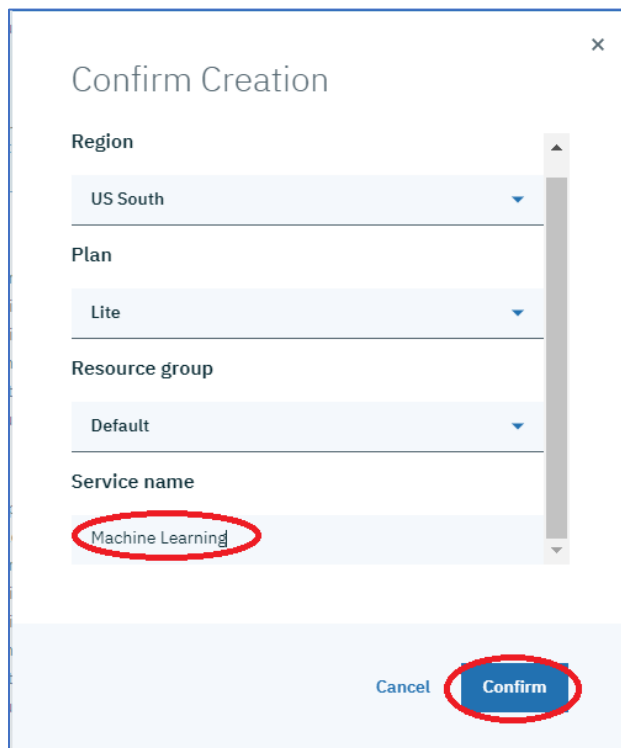 Confirm Creation
Region
US South
Plan
Lite
Resource group
Default
Service name
Machine Learning
Cancel
Confirm